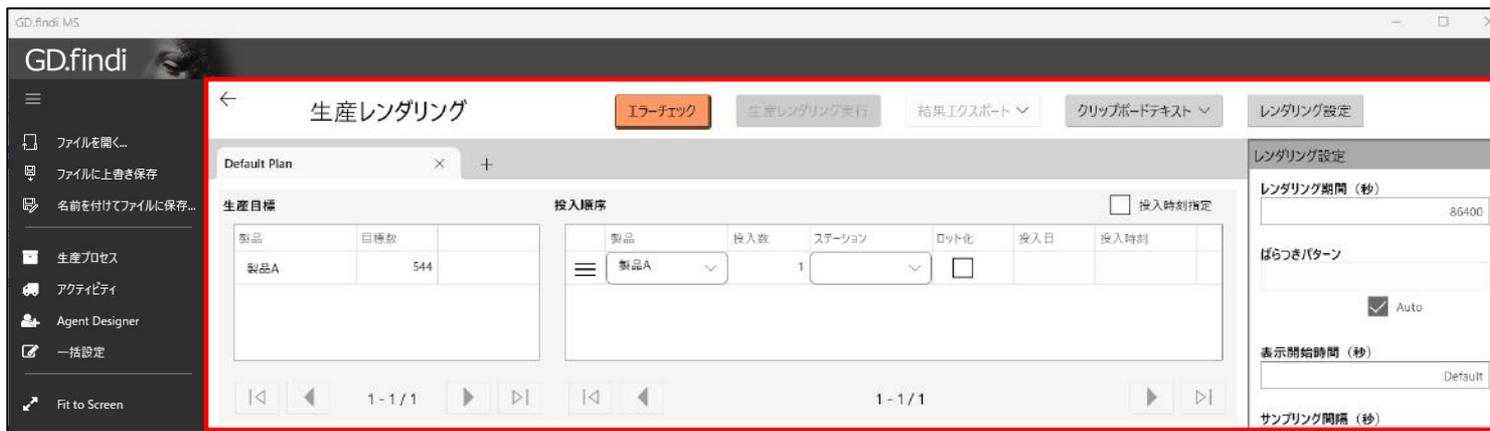 GD.findi MS
GD.findi
生産レンダリング
エラーチェック
生産レンダリング実行
結果エクスポート
クリップボードテキスト
レンダリング設定
ファイルを開く...
ファイルに上書き保存
名前を付けてファイルに保存...
生産プロセス
アクティビティ
Agent Designer
一括設定
Fit to Screen
Default Plan
生産目標
製品 目標数
製品A 544
1 - 1 / 1
投入順序
投入時刻指定
製品 投入数 ステーション ロット化 投入日 投入時刻
製品A 1
1 - 1 / 1
レンダリング設定
レンダリング期間(秒)
86400
ばらつきパターン
Auto
表示開始時間(秒)
Default
サンプリング間隔(秒)